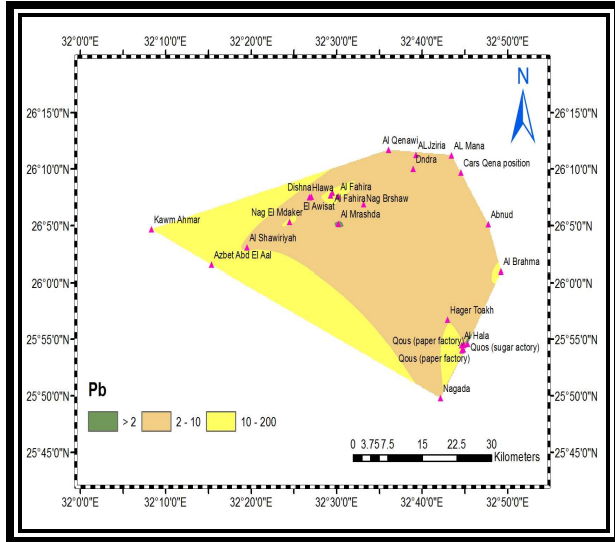 32°0'0"E 32°10'0"E 32°20'0"E 32°30'0"E 32°40'0"E 32°50'0"E
N
26°15'0"N 26°15'0"N
Al Qenawi
ALJziria
AL Mana
26°10'0"N 26°10'0"N
Dndra
Cars Qena position
Dishna Hlawa
Al Fahira
El Awisat
Al Fahira Nag Brshaw
Nag El Mdaker
Al Mrashda
Kawm Ahmar
Abnud
26°5'0"N 26°5'0"N
Al Shawiriyah
Azbet Abd El Aal
Al Brahma
26°0'0"N 26°0'0"N
Hager Toakh
25°55'0"N 25°55'0"N
Qous (paper factory)
Al Hala
Quos (sugar actory)
Qous (paper factory)
Nagada
25°50'0"N 25°50'0"N
Pb
> 2 2 - 10 10 - 200
25°45'0"N 25°45'0"N
0 3.75 7.5 15 22.5 30
Kilometers
32°0'0"E 32°10'0"E 32°20'0"E 32°30'0"E 32°40'0"E 32°50'0"E